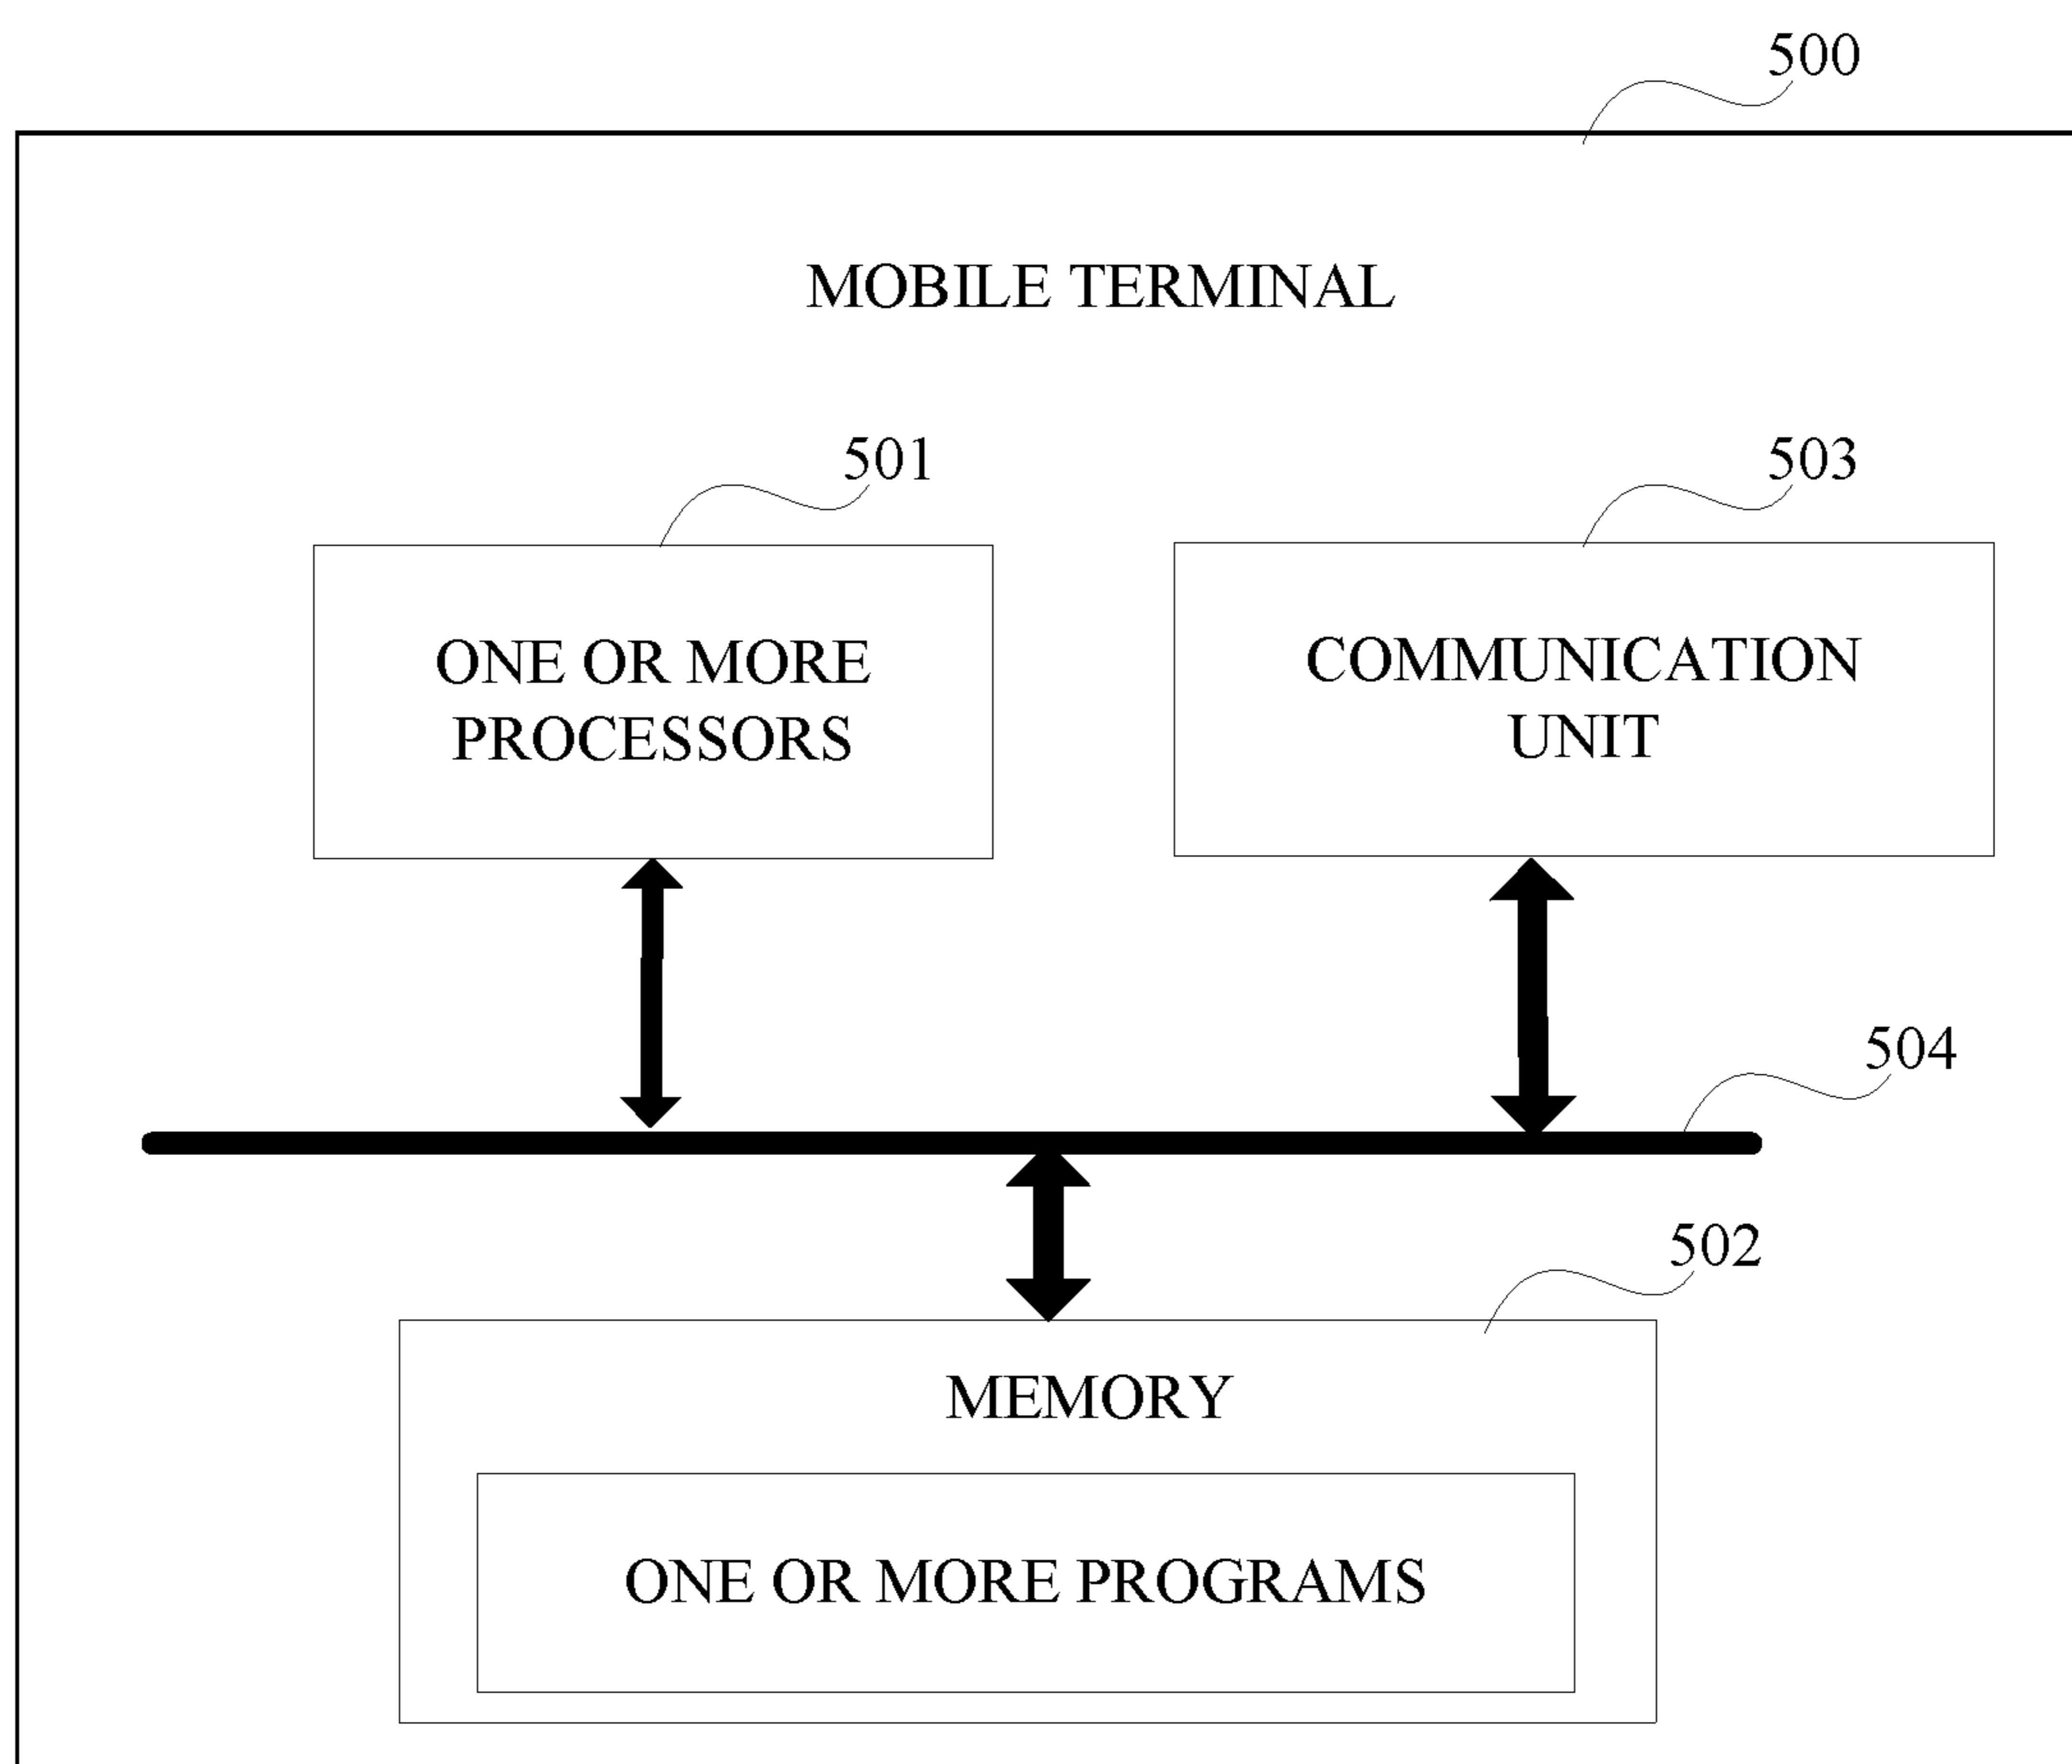 500
MOBILE TERMINAL
501
503
ONE OR MORE
PROCESSORS
COMMUNICATION
UNIT
504
502
MEMORY
ONE OR MORE PROGRAMS